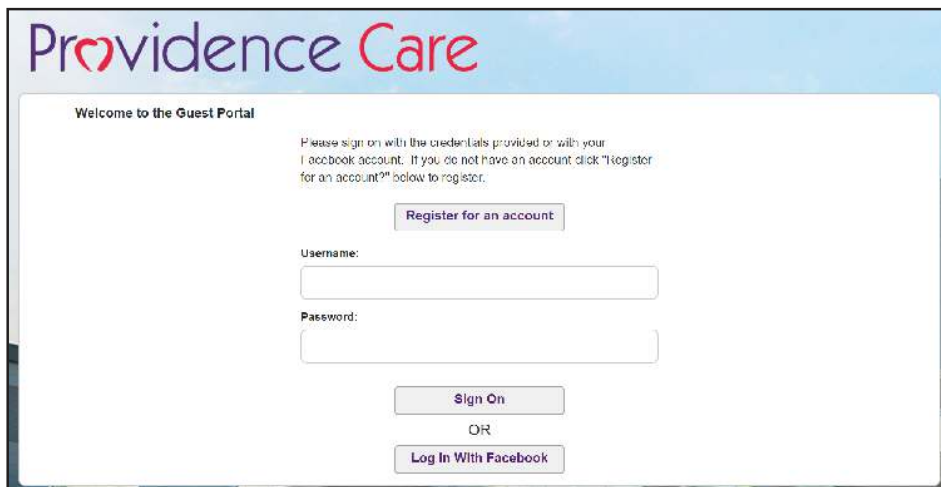 Providence Care
Welcome to the Guest Portal
Please sign on with the credentials provided or with your
Facebook account. If you do not have an account click "Register
for an account?" below to register.
Register for an account
Username:
Password:
Sign On
OR
Log In With Facebook